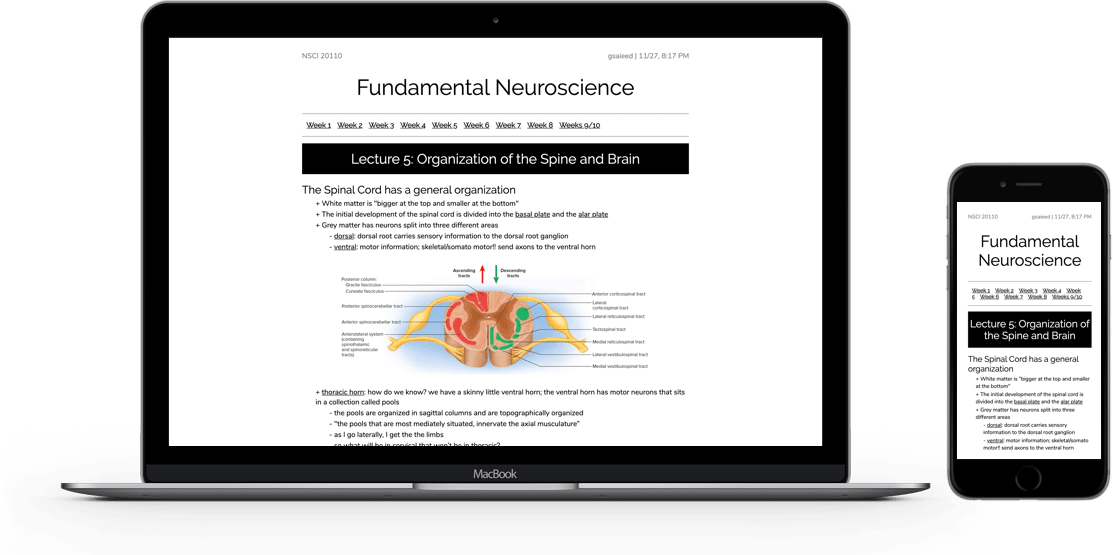 NSCI 20110 gsaieed | 11/27, 8:17 PM
Fundamental Neuroscience
Week 1 Week 2 Week 3 Week 4 Week 5 Week 6 Week 7 Week 8 Weeks 9/10
Lecture 5: Organization of the Spine and Brain
The Spinal Cord has a general organization
+ White matter is "bigger at the top and smaller at the bottom"
+ The initial development of the spinal cord is divided into the basal plate and the alar plate
+ Grey matter has neurons split into three different areas
- dorsal: dorsal root carries sensory information to the dorsal root ganglion
- ventral: motor information; skeletal/somato motor!! send axons to the ventral horn
Ascending
tracts
Descending
tracts
Posterior column:
Gracile fasciculus
Cuneate fasciculus
Posterior spinocerebellar tract
Anterior spinocerebellar tract
Anterolateral system
(containing
spinothalamic
and spinoreticular
tracts)
Anterior corticospinal tract
Lateral
corticospinal tract
Lateral reticulospinal tract
Tectospinal tract
Medial reticulospinal tract
Lateral vestibulospinal tract
Medial vestibulospinal tract
+ thoracic horn: how do we know? we have a skinny little ventral horn; the ventral horn has motor neurons that sits
in a collection called pools
- the pools are organized in sagittal columns and are topographically organized
- "the pools that are most mediately situated, innervate the axial musculature"
- as I go laterally, I get the the limbs
- so what will be in cervical that won't be in thoracic?
MacBook
NSCI 20110 gsaieed | 11/27, 8:17 PM
Fundamental
Neuroscience
Week 1 Week 2 Week 3 Week 4 Week
5 Week 6 Week 7 Week 8 Weeks 9/10
Lecture 5: Organization of
the Spine and Brain
The Spinal Cord has a general
organization
+ White matter is "bigger at the top and smaller
at the bottom"
+ The initial development of the spinal cord is
divided into the basal plate and the alar plate
+ Grey matter has neurons split into three
different areas
- dorsal: dorsal root carries sensory
information to the dorsal root ganglion
- ventral: motor information; skeletal/somato
motor!! send axons to the ventral horn